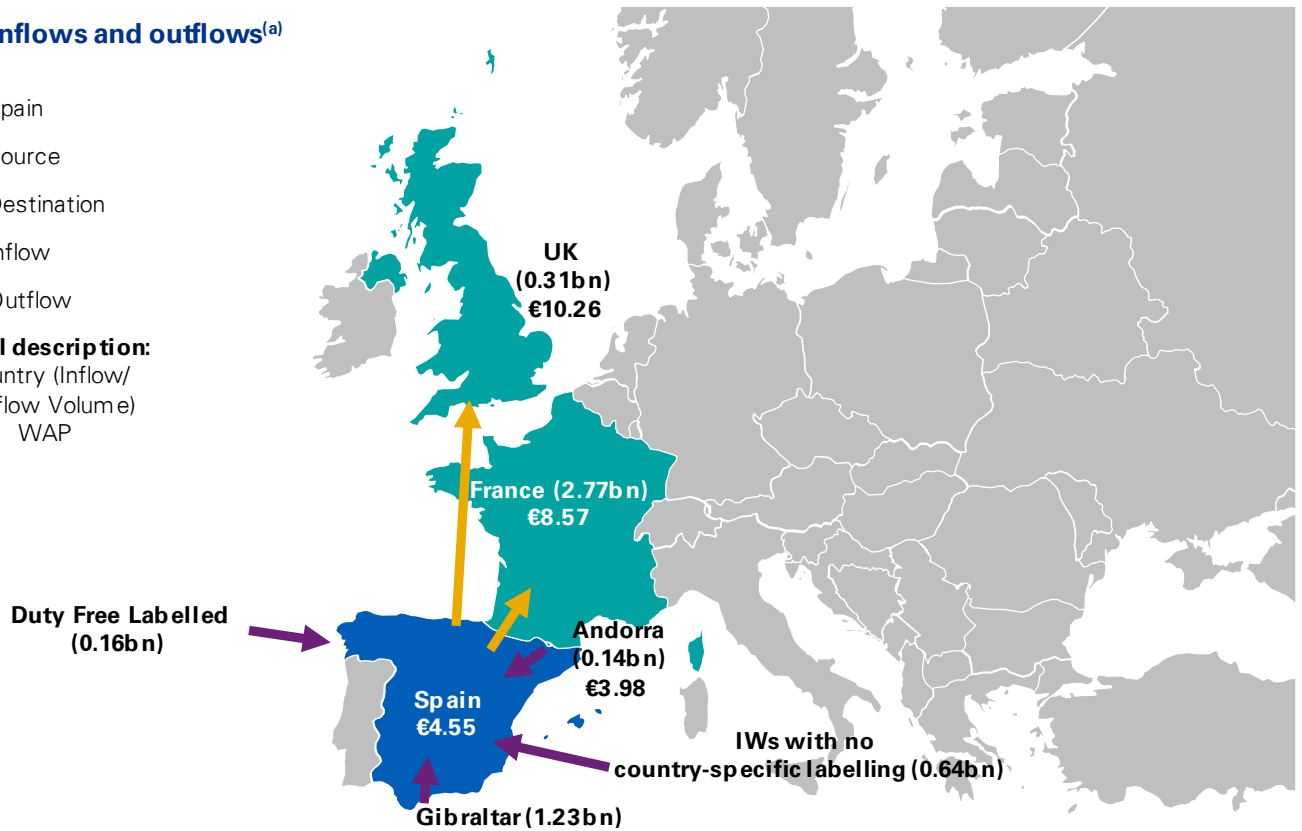 nflows and outflows(a)
pain
ource
Destination
nflow
Outflow
l description:
untry (Inflow/
flow Volume)
WAP
UK
(0.31bn)
€10.26
France (2.77bn)
€8.57
Duty Free Labelled
(0.16bn)
Andorra
(0.14bn)
€3.98
Spain
€4.55
IWs with no
country-specific labelling (0.64bn)
Gibraltar (1.23bn)